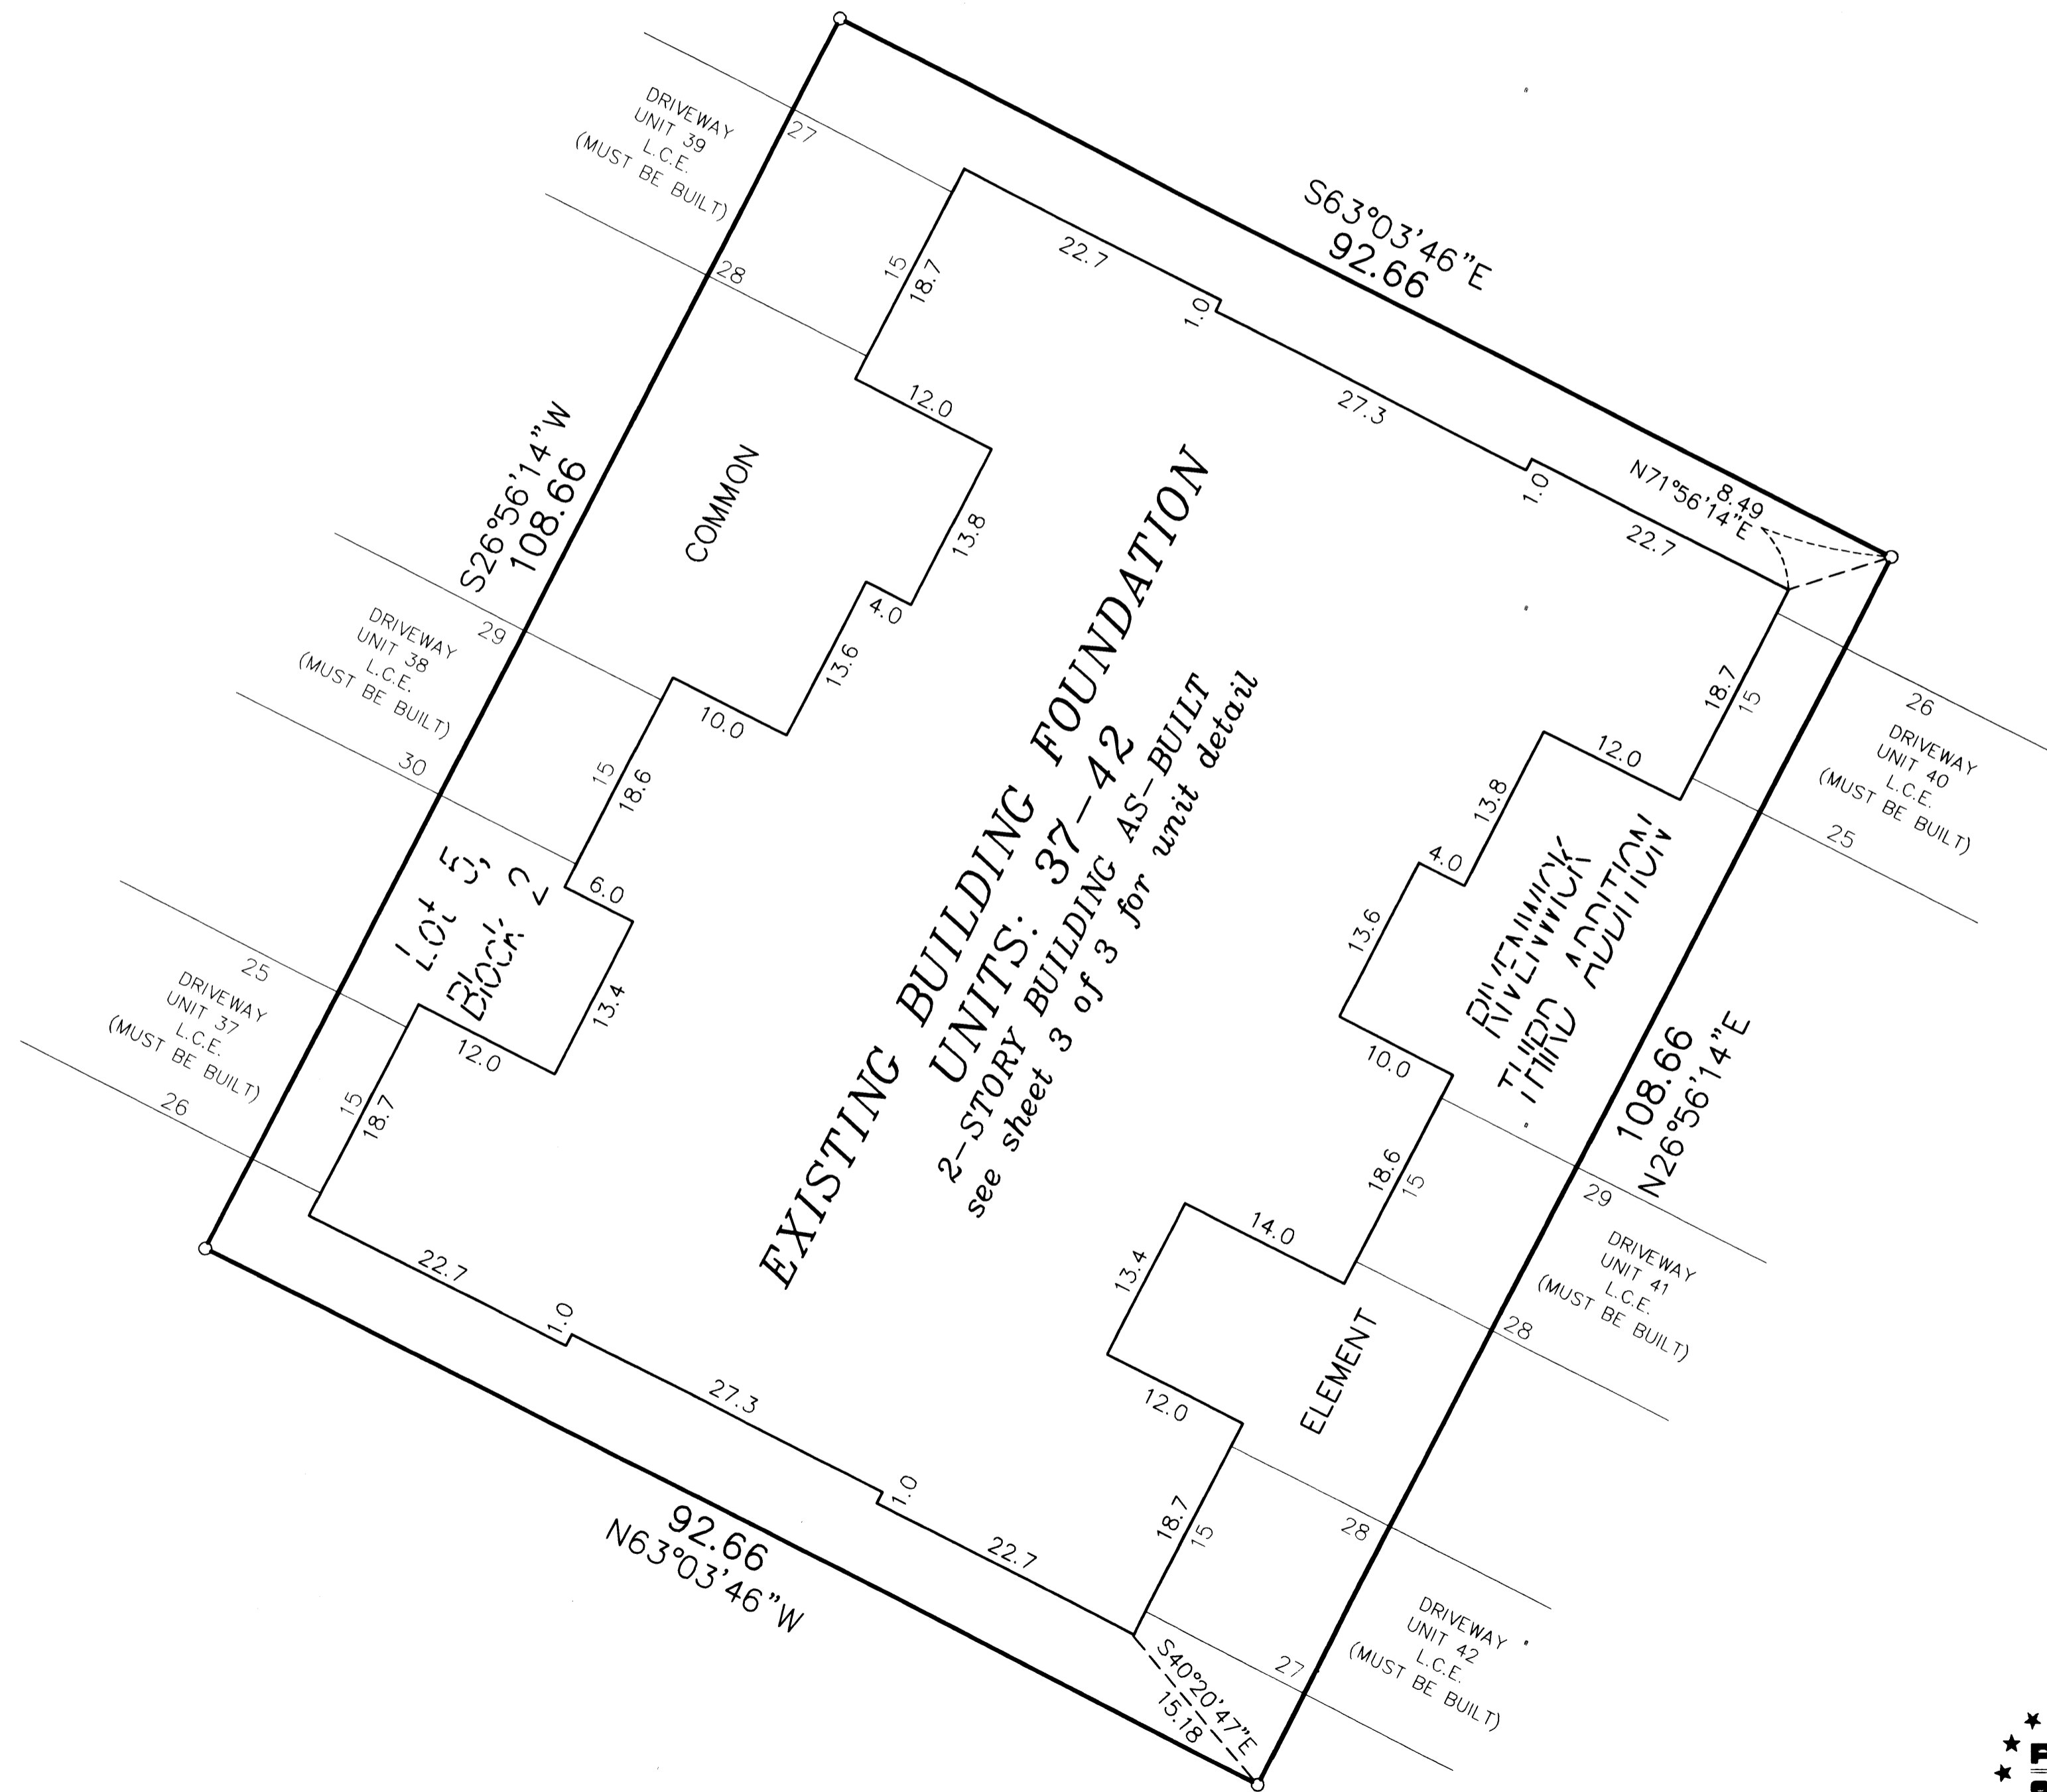 S63°03'46"E
92.66
DRIVEWAY
UNIT 39
L.C.E.
(MUST BE BUILT)
27
28
15
18.7
22.7
1.0
27.3
1.0
22.7
N71°56'14"E
8.49
12.0
13.8
4.0
13.6
10.0
COMMON
S26°56'14"W
108.66
DRIVEWAY
UNIT 38
L.C.E.
(MUST BE BUILT)
29
30
15
18.6
6.0
13.4
12.0
Lot 5,
Block 2
DRIVEWAY
UNIT 37
L.C.E.
(MUST BE BUILT)
25
26
15
18.7
EXISTING BUILDING FOUNDATION
UNITS: 37-42
2-STORY BUILDING AS-BUILT
see sheet 3 of 3 for unit detail
18.7
15
26
DRIVEWAY
UNIT 40
L.C.E.
(MUST BE BUILT)
25
12.0
13.8
4.0
13.6
10.0
RIVENWICK
THIRD ADDITION
108.66
N26°56'14"E
18.6
15
29
DRIVEWAY
UNIT 41
L.C.E.
(MUST BE BUILT)
28
14.0
13.4
12.0
ELEMENT
18.7
15
28
DRIVEWAY
UNIT 42
L.C.E.
(MUST BE BUILT)
27
22.7
1.0
27.3
1.0
22.7
S40°20'47"E
15.18
92.66
N63°03'46"W